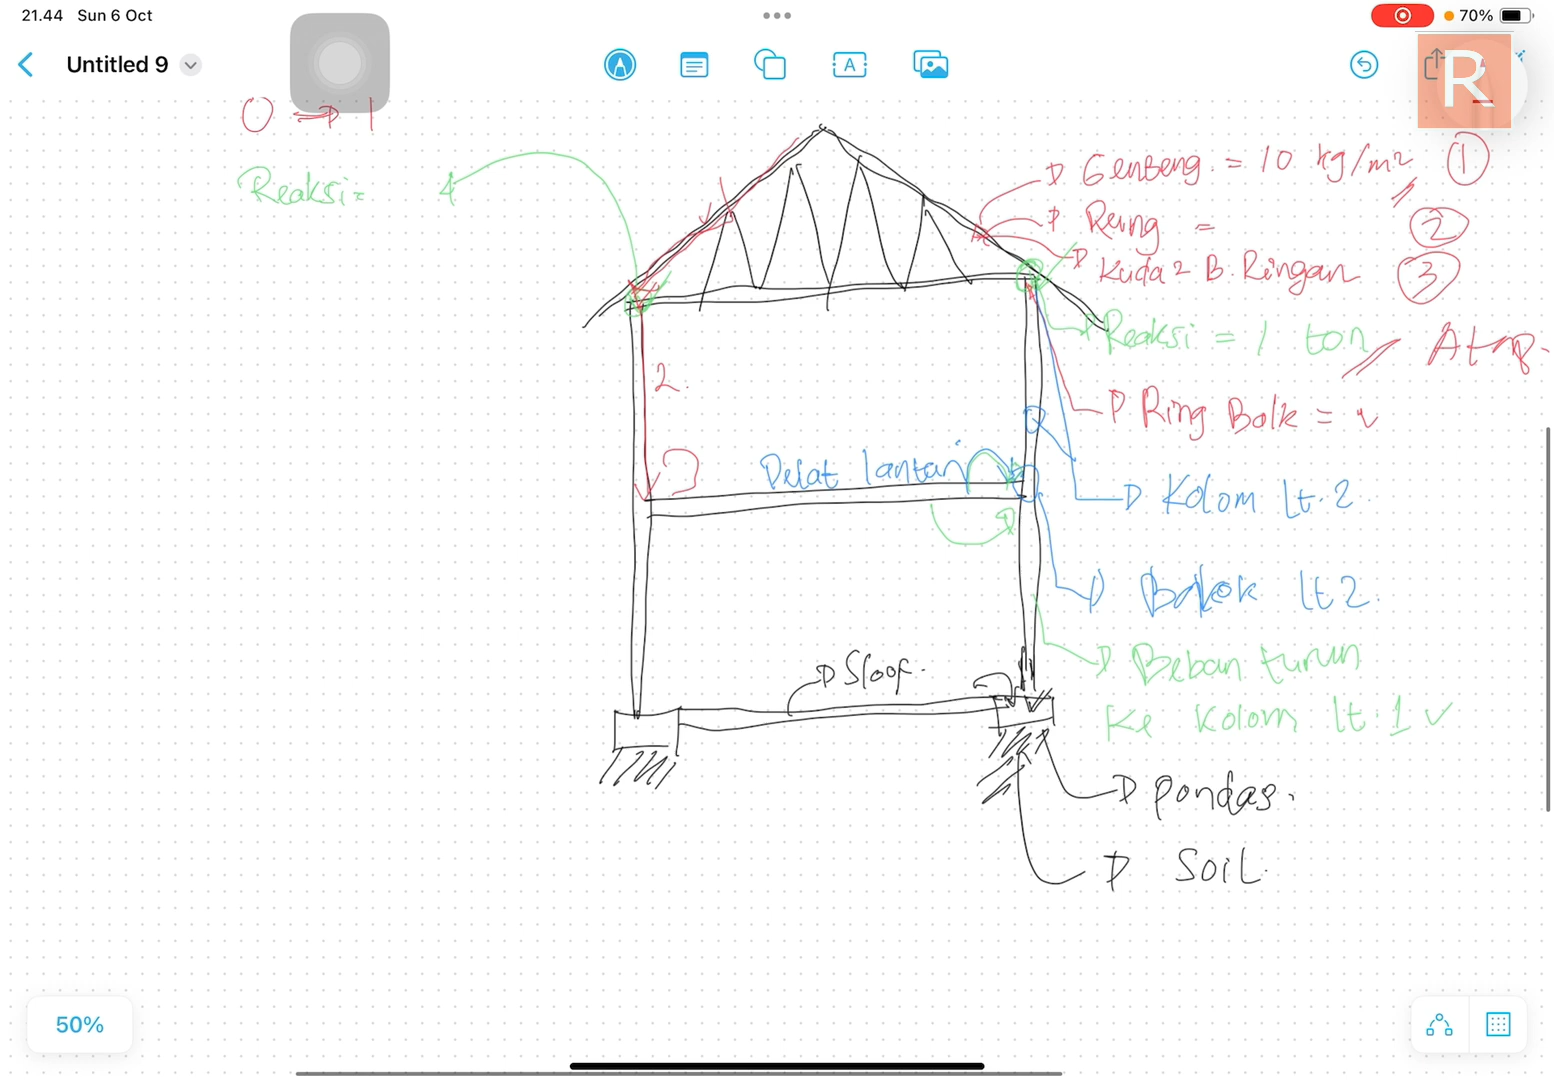 21.44 Sun 6 Oct
70%
Untitled 9
A
R
0 → 1
Reaksi =
Genteng = 10 kg/m2 1
Reng = 2
Kuda2 B. Ringan 3
Reaksi = 1 ton Atap.
2.
Ring Balk =
Pelat lantai
Kolom Lt. 2
Balok lt 2.
Beban turun
Ke Kolom lt. 1 ✓
Sloof.
pondas.
Soil.
50%